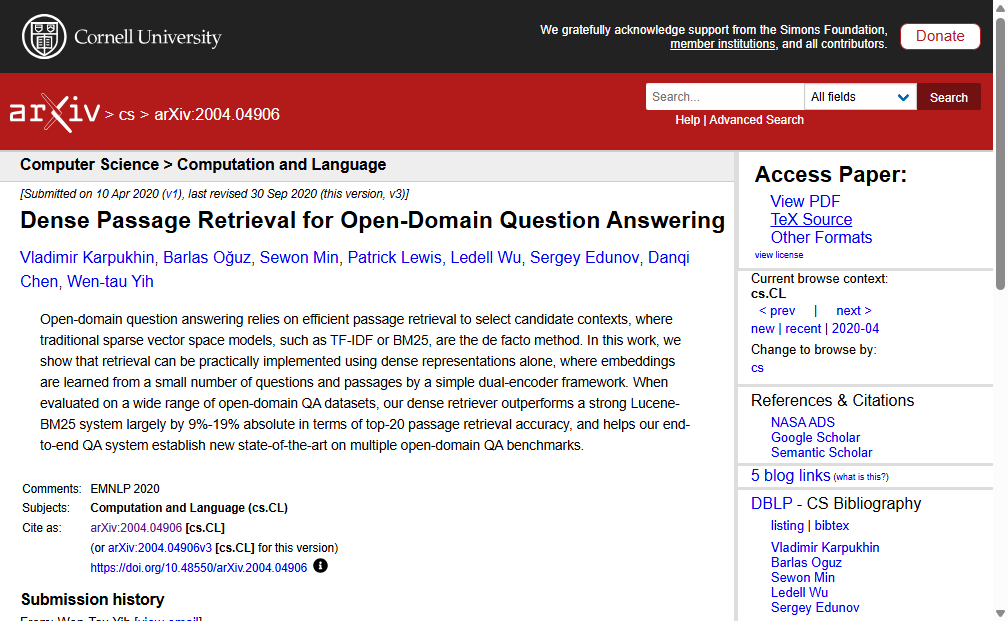 Cornell University
We gratefully acknowledge support from the Simons Foundation,
member institutions, and all contributors.
Donate
arXiv > cs > arXiv:2004.04906
Search...
All fields
Search
Help | Advanced Search
Computer Science > Computation and Language
[Submitted on 10 Apr 2020 (v1), last revised 30 Sep 2020 (this version, v3)]
Dense Passage Retrieval for Open-Domain Question Answering
Vladimir Karpukhin, Barlas Oğuz, Sewon Min, Patrick Lewis, Ledell Wu, Sergey Edunov, Danqi
Chen, Wen-tau Yih
Open-domain question answering relies on efficient passage retrieval to select candidate contexts, where
traditional sparse vector space models, such as TF-IDF or BM25, are the de facto method. In this work, we
show that retrieval can be practically implemented using dense representations alone, where embeddings
are learned from a small number of questions and passages by a simple dual-encoder framework. When
evaluated on a wide range of open-domain QA datasets, our dense retriever outperforms a strong Lucene-
BM25 system largely by 9%-19% absolute in terms of top-20 passage retrieval accuracy, and helps our end-
to-end QA system establish new state-of-the-art on multiple open-domain QA benchmarks.
Comments: EMNLP 2020
Subjects: Computation and Language (cs.CL)
Cite as: arXiv:2004.04906 [cs.CL]
(or arXiv:2004.04906v3 [cs.CL] for this version)
https://doi.org/10.48550/arXiv.2004.04906
Submission history
From: Wen-Tau Yih [view email]
Access Paper:
View PDF
TeX Source
Other Formats
view license
Current browse context:
cs.CL
< prev | next >
new | recent | 2020-04
Change to browse by:
cs
References & Citations
NASA ADS
Google Scholar
Semantic Scholar
5 blog links (what is this?)
DBLP - CS Bibliography
listing | bibtex
Vladimir Karpukhin
Barlas Oguz
Sewon Min
Ledell Wu
Sergey Edunov